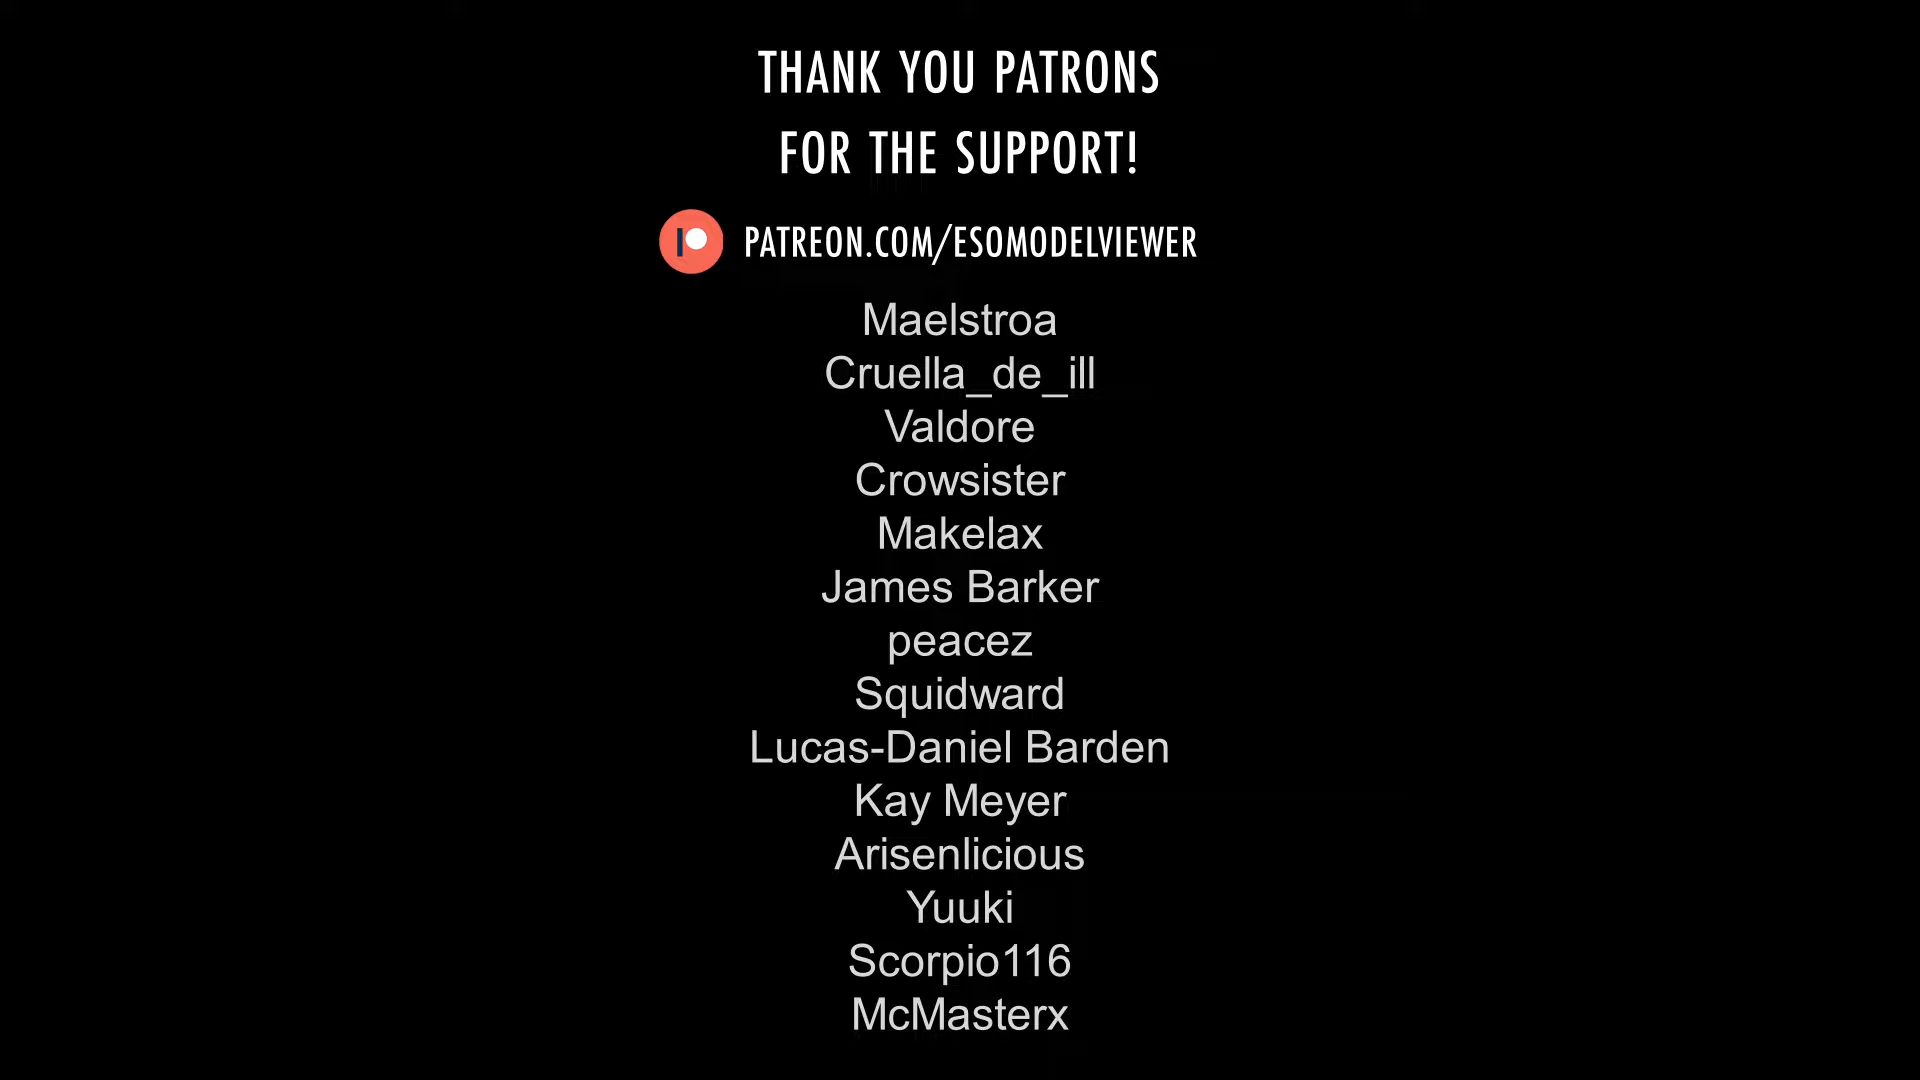 THANK YOU PATRONS
FOR THE SUPPORT!
PATREON.COM/ESOMODELVIEWER
Maelstroa
Cruella_de_ill
Valdore
Crowsister
Makelax
James Barker
peacez
Squidward
Lucas-Daniel Barden
Kay Meyer
Arisenlicious
Yuuki
Scorpio116
McMasterx